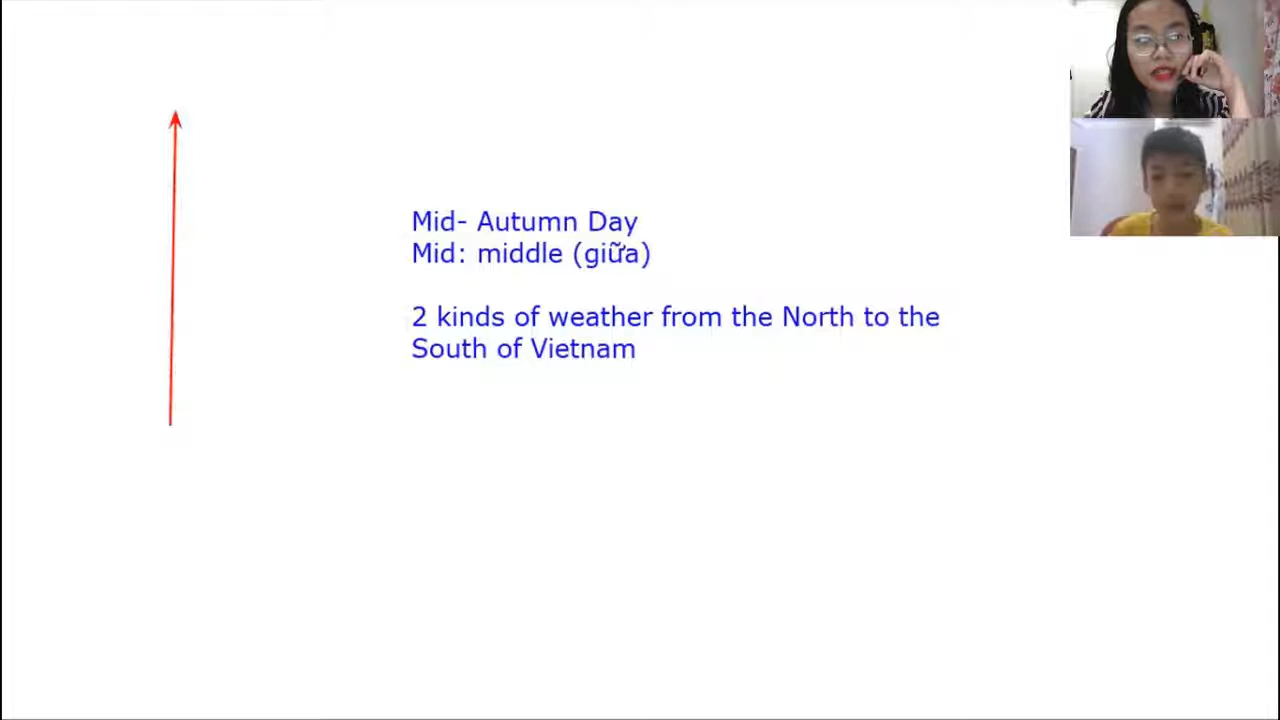 Mid- Autumn Day
Mid: middle (giữa)
2 kinds of weather from the North to the
South of Vietnam